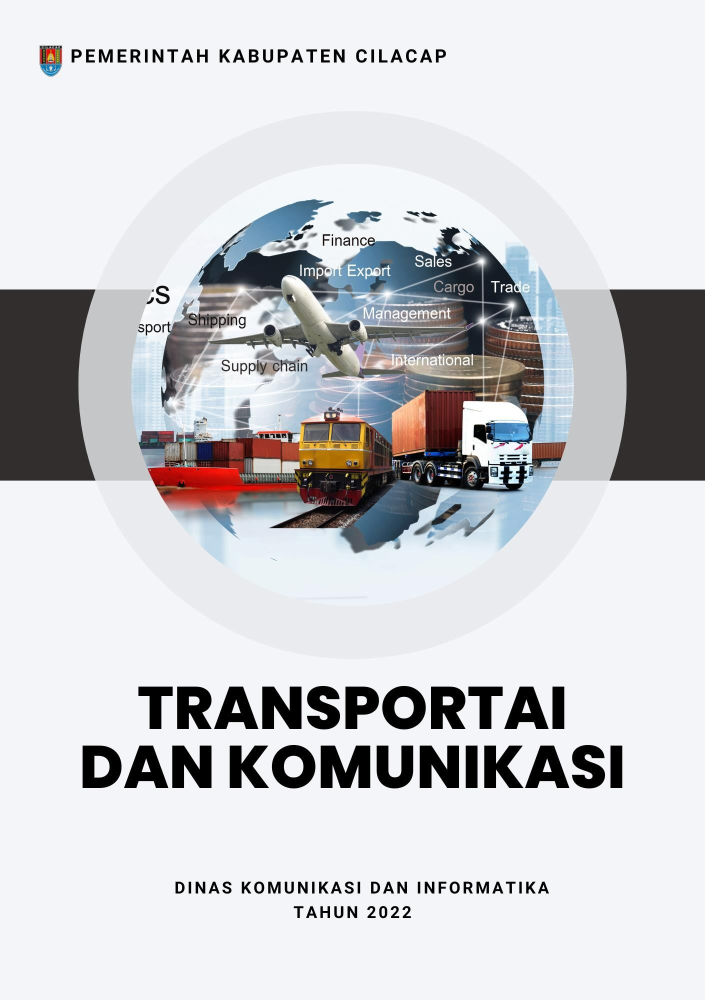 CILACAP
PEMERINTAH KABUPATEN CILACAP
Finance
Sales
Import Export
Cargo
Trade
cs
Management
Shipping
sport
International
Supply chain
TRANSPORTAI
DAN KOMUNIKASI
DINAS KOMUNIKASI DAN INFORMATIKA
TAHUN 2022